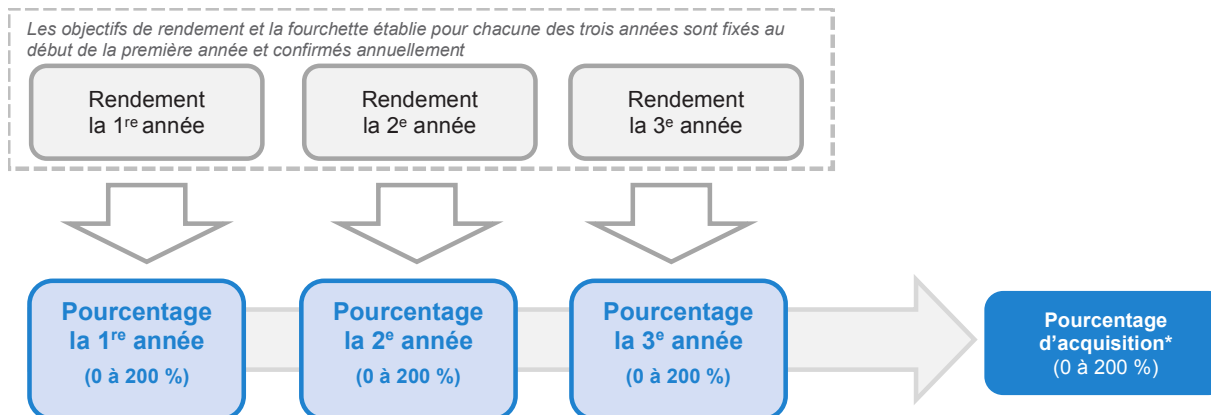 Les objectifs de rendement et la fourchette établie pour chacune des trois années sont fixés au
début de la première année et confirmés annuellement
Rendement
la 1re année
Rendement
la 2e année
Rendement
la 3e année
Pourcentage
la 1re année
(0 à 200 %)
Pourcentage
la 2e année
(0 à 200 %)
Pourcentage
la 3e année
(0 à 200 %)
Pourcentage
d'acquisition*
(0 à 200 %)